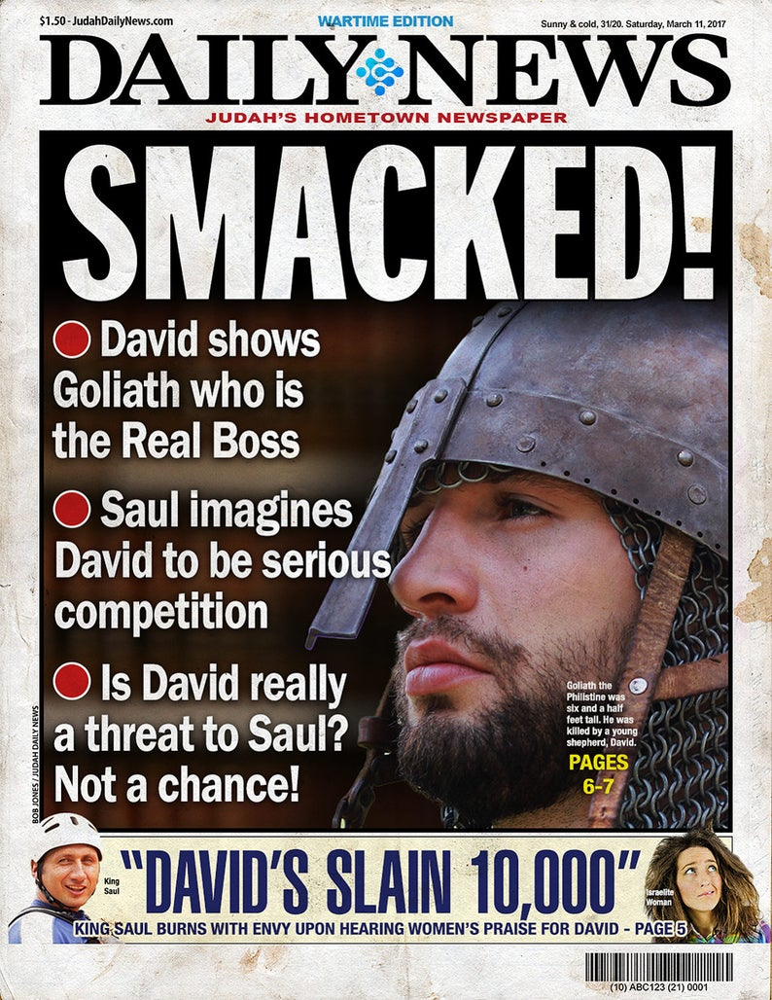 $1.50 - JudahDailyNews.com
WARTIME EDITION
Sunny & cold, 31/20. Saturday, March 11, 2017
DAILY NEWS
JUDAH'S HOMETOWN NEWSPAPER
SMACKED!
David shows
Goliath who is
the Real Boss
Saul imagines
David to be serious
competition
Is David really
a threat to Saul?
Not a chance!
Goliath the
Philistine was
six and a half
feet tall. He was
killed by a young
shepherd, David.
PAGES
6-7
BOB JONES / JUDAH DAILY NEWS
King
Saul
"DAVID'S SLAIN 10,000"
Israelite
Woman
KING SAUL BURNS WITH ENVY UPON HEARING WOMEN'S PRAISE FOR DAVID - PAGE 5
(10) ABC123 (21) 0001